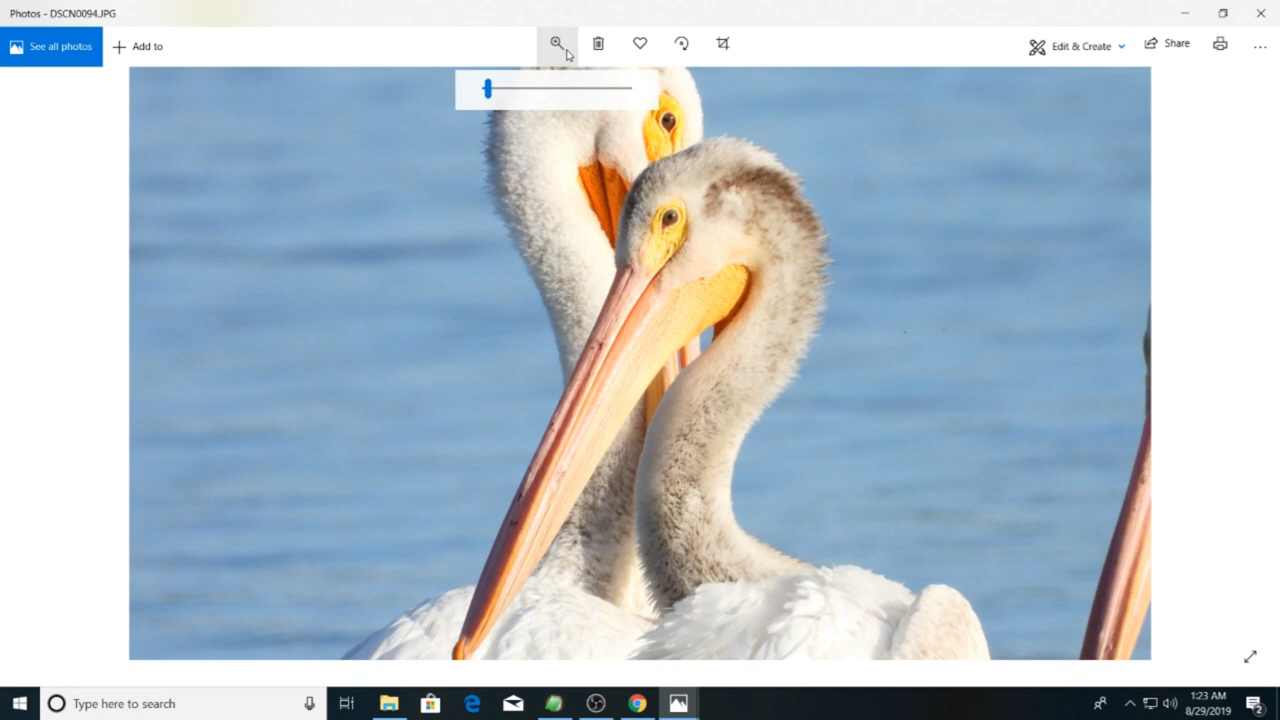 Photos - DSCN0094.JPG
See all photos
Add to
Edit & Create
Share
Type here to search
1:23 AM
8/29/2019
2